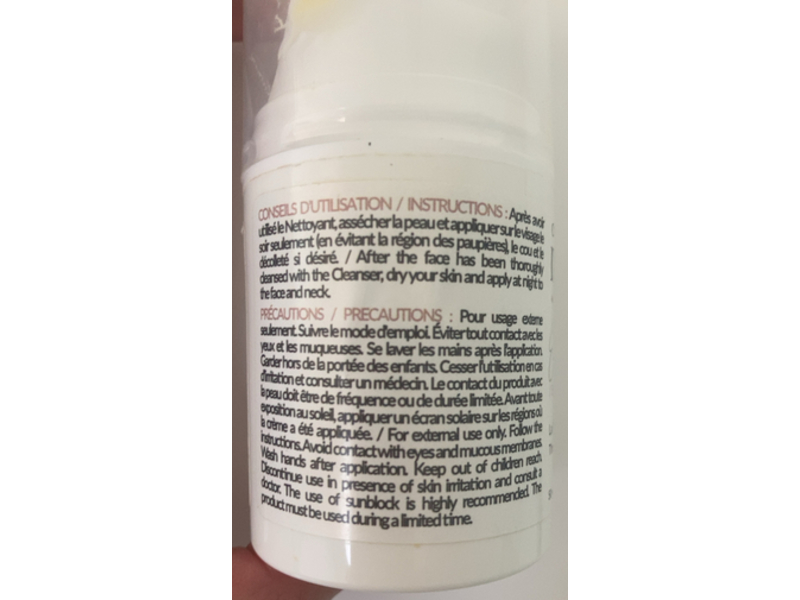 CONSEILS D'UTILISATION / INSTRUCTIONS : Après avoir
utilisé le Nettoyant, assécher la peau et appliquer sur le visage le
soir seulement (en évitant la région des paupières), le cou et le
décolleté si désiré. / After the face has been thoroughly
cleansed with the Cleanser, dry your skin and apply at night to
the face and neck.
PRÉCAUTIONS / PRECAUTIONS : Pour usage externe
seulement. Suivre le mode d'emploi. Éviter tout contact avec les
yeux et les muqueuses. Se laver les mains après l'application.
Garder hors de la portée des enfants. Cesser l'utilisation en cas
d'irritation et consulter un médecin. Le contact du produit avec
la peau doit être de fréquence ou de durée limitée. Avant toute
exposition au soleil, appliquer un écran solaire sur les régions où
la crème a été appliquée. / For external use only. Follow the
instructions. Avoid contact with eyes and mucous membranes.
Wash hands after application. Keep out of children reach.
Discontinue use in presence of skin irritation and consult a
doctor. The use of sunblock is highly recommended. The
product must be used during a limited time.